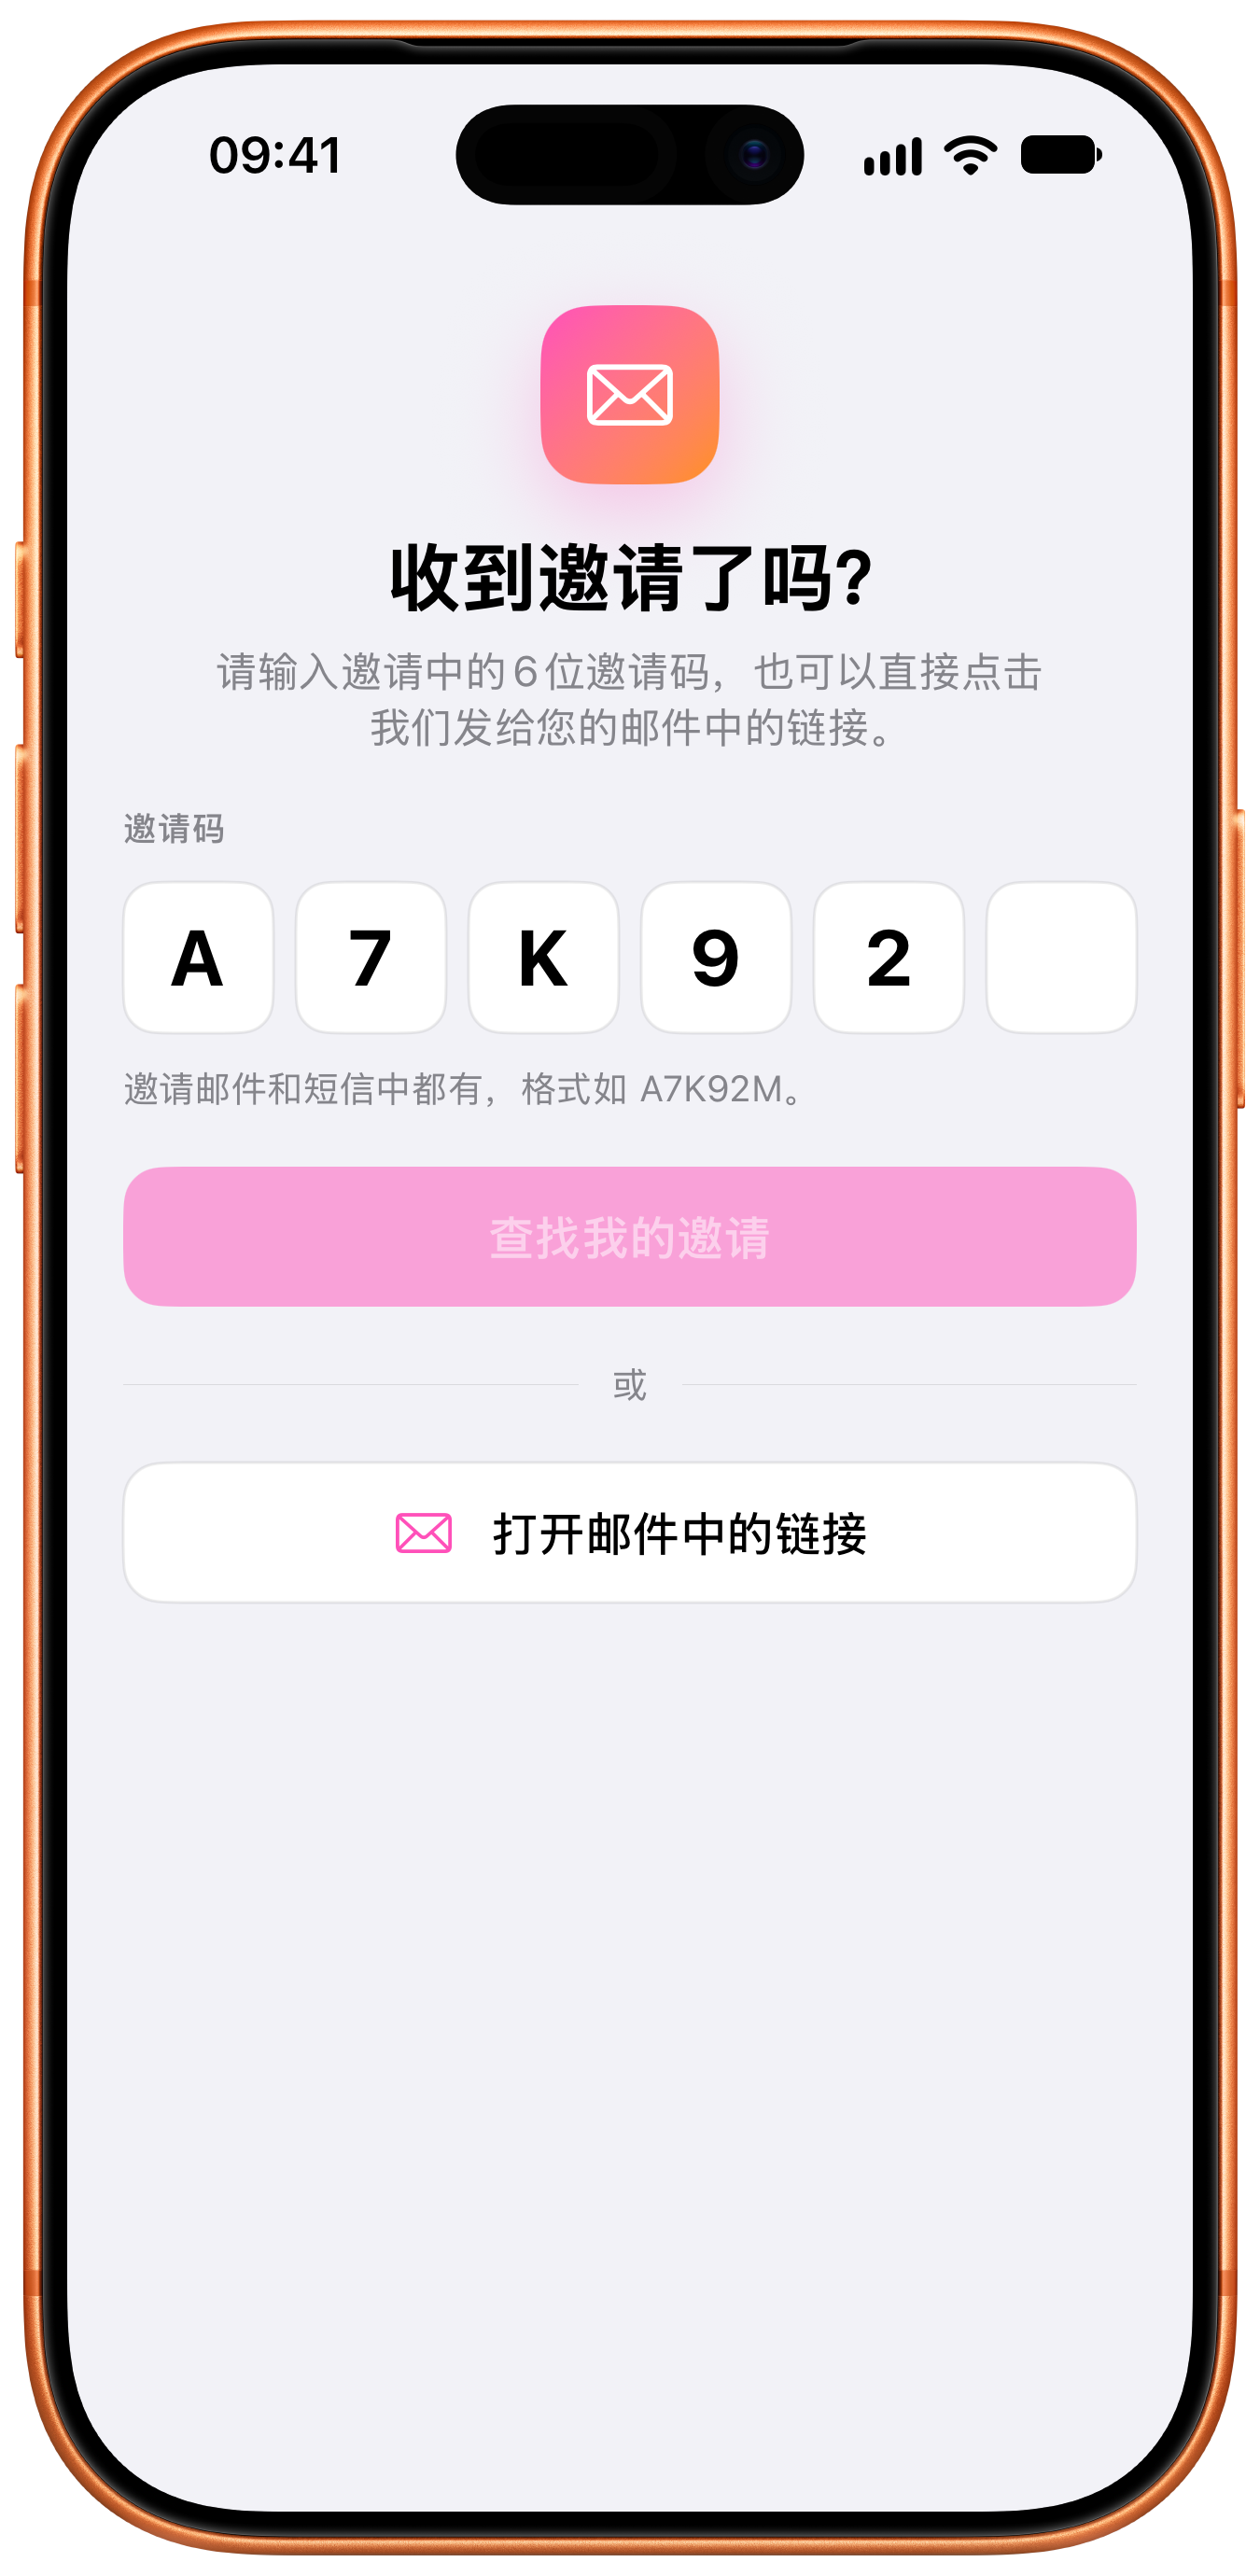 09:41
收到邀请了吗?
请输入邀请中的6位邀请码，也可以直接点击
我们发给您的邮件中的链接。
邀请码
A 7 K 9 2
邀请邮件和短信中都有，格式如 A7K92M。
查找我的邀请
或
打开邮件中的链接